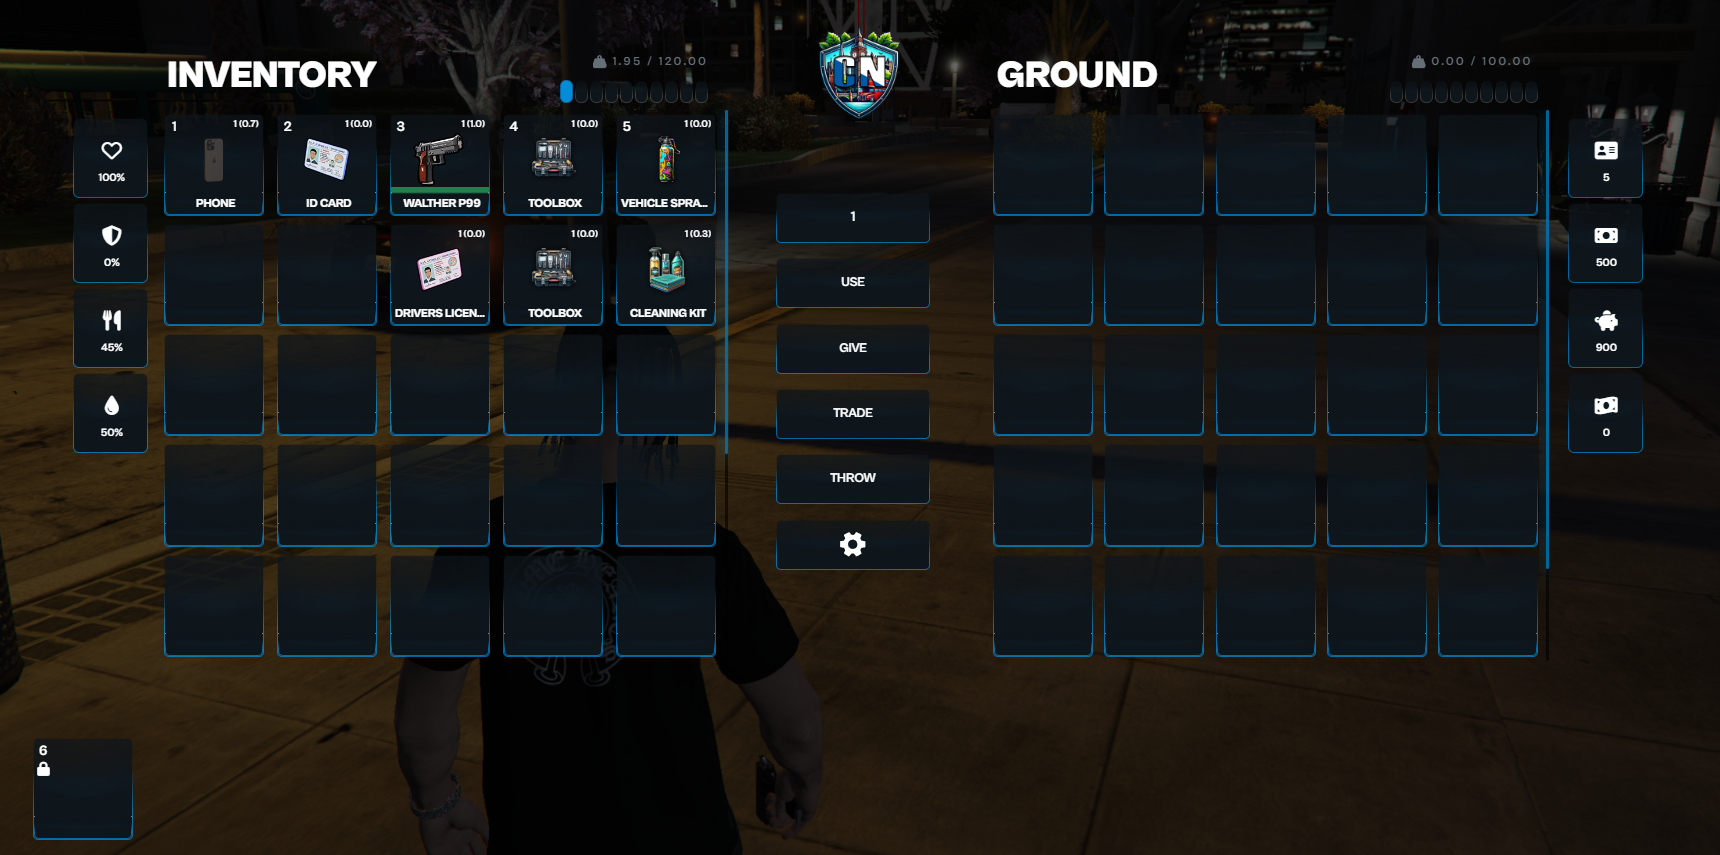 INVENTORY
1.95 / 120.00
CN
GROUND
0.00 / 100.00
1
1(0.7)
PHONE
2
1(0.0)
ID CARD
3
1(1.0)
WALTHER P99
4
1(0.0)
TOOLBOX
5
1(0.0)
VEHICLE SPRA...
1(0.0)
DRIVERS LICEN...
1(0.0)
TOOLBOX
1(0.3)
CLEANING KIT
100%
0%
45%
50%
1
USE
GIVE
TRADE
THROW
5
500
900
0
6